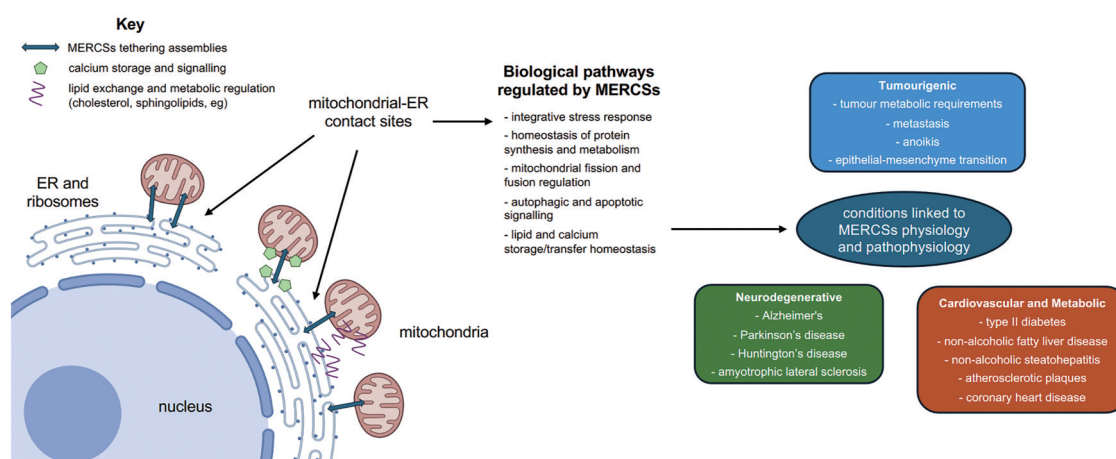 Key
MERCSs tethering assemblies
calcium storage and signalling
lipid exchange and metabolic regulation
(cholesterol, sphingolipids, eg)
mitochondrial-ER
contact sites
ER and
ribosomes
mitochondria
nucleus
Biological pathways
regulated by MERCSs
- integrative stress response
- homeostasis of protein
synthesis and metabolism
- mitochondrial fission and
fusion regulation
- autophagic and apoptotic
signalling
- lipid and calcium
storage/transfer homeostasis
Tumourigenic
- tumour metabolic requirements
- metastasis
- anoikis
- epithelial-mesenchyme transition
conditions linked to
MERCSs physiology
and pathophysiology
Neurodegenerative
- Alzheimer's
- Parkinson's disease
- Huntington's disease
- amyotrophic lateral sclerosis
Cardiovascular and Metabolic
- type II diabetes
- non-alcoholic fatty liver disease
- non-alcoholic steatohepatitis
- atherosclerotic plaques
- coronary heart disease